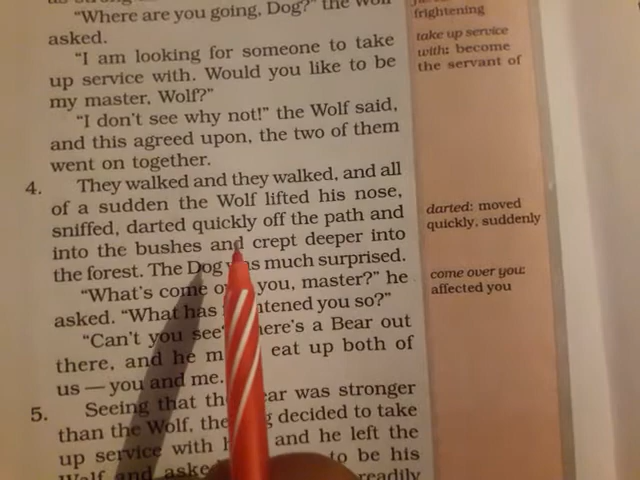 "Where are you going, Dog?" the Wolf
asked.
"I am looking for someone to take
up service with. Would you like to be
my master, Wolf?"
"I don't see why not!" the Wolf said,
and this agreed upon, the two of them
went on together.
4. They walked and they walked, and all
of a sudden the Wolf lifted his nose,
sniffed, darted quickly off the path and
into the bushes and crept deeper into
the forest. The Dog was much surprised.
"What's come you, master?" he
asked. "What has you so?"
"Can't you see? There's a Bear out
there, and he eat up both of
us — you and me.
5. Seeing that the was stronger
than the Wolf, the decided to take
up service with and he left the
Wolf and to be his
readily
frightening
take up service
with: become
the servant of
darted: moved
quickly, suddenly
come over you:
affected you